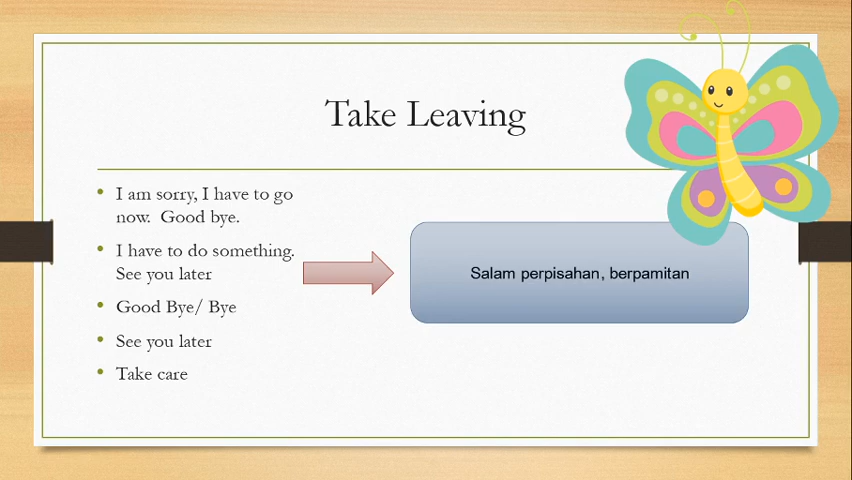 Take Leaving
I am sorry, I have to go
now.  Good bye.
I have to do something.
See you later
Good Bye/ Bye
See you later
Take care
Salam perpisahan, berpamitan